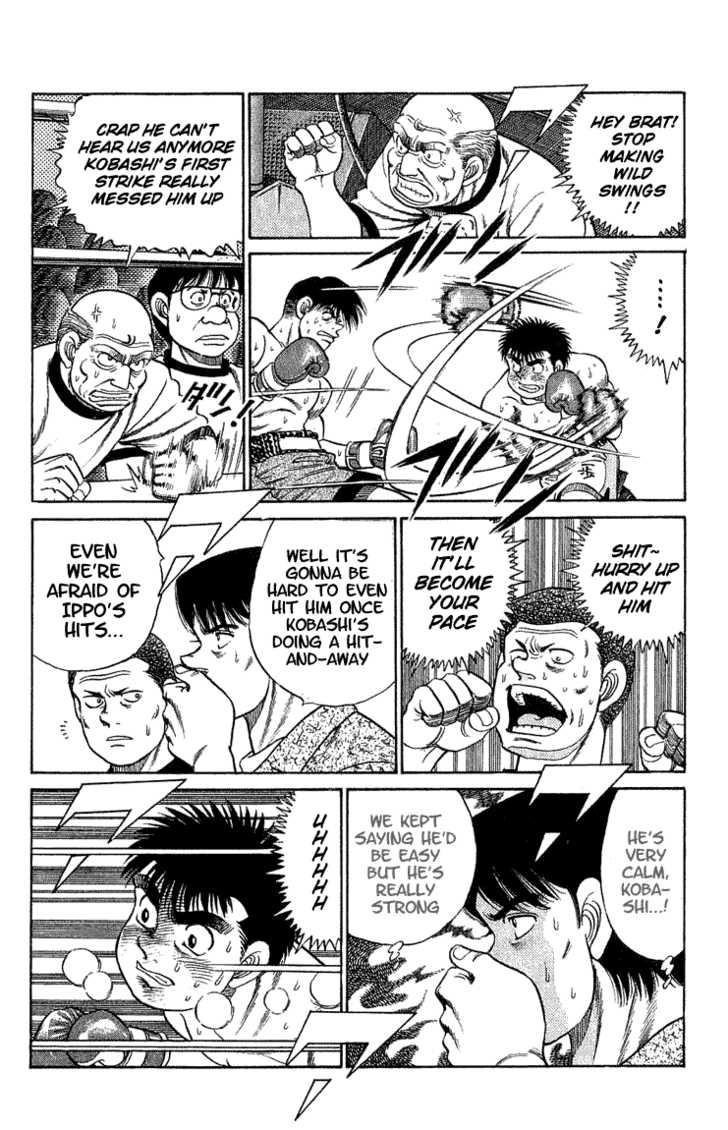 HEY BRAT!
STOP
MAKING
WILD
SWINGS
!!
CRAP HE CAN'T
HEAR US ANYMORE
KOBASHI'S FIRST
STRIKE REALLY
MESSED HIM UP
.....!
ダン!!
SHIT~
HURRY UP
AND HIT
HIM
THEN
IT'LL
BECOME
YOUR
PACE
WELL IT'S
GONNA BE
HARD TO EVEN
HIT HIM ONCE
KOBASHI'S
DOING A HIT-
AND-AWAY
EVEN
WE'RE
AFRAID OF
IPPO'S
HITS...
HE'S
VERY
CALM,
KOBA-
SHI...!
WE KEPT
SAYING HE'D
BE EASY
BUT HE'S
REALLY
STRONG
UHHHHH